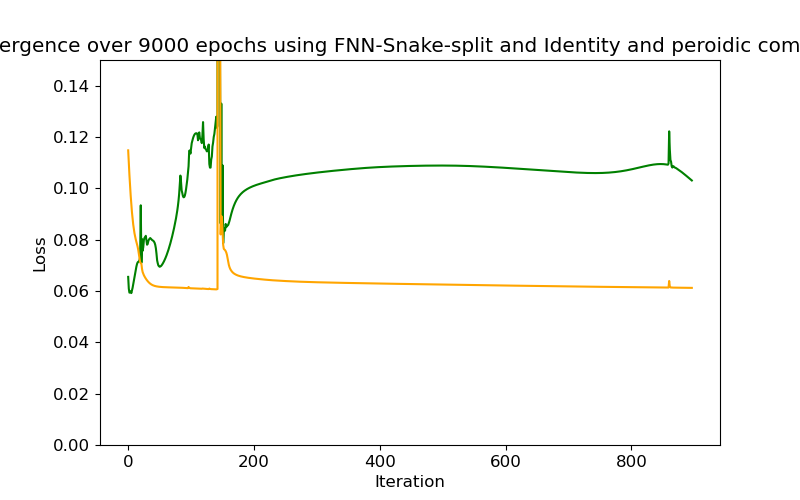 ergence over 9000 epochs using FNN-Snake-split and Identity and peroidic com
0.14
0.12
0.10
0.08
0.06
0.04
0.02
0.00
Loss
0 200 400 600 800
Iteration